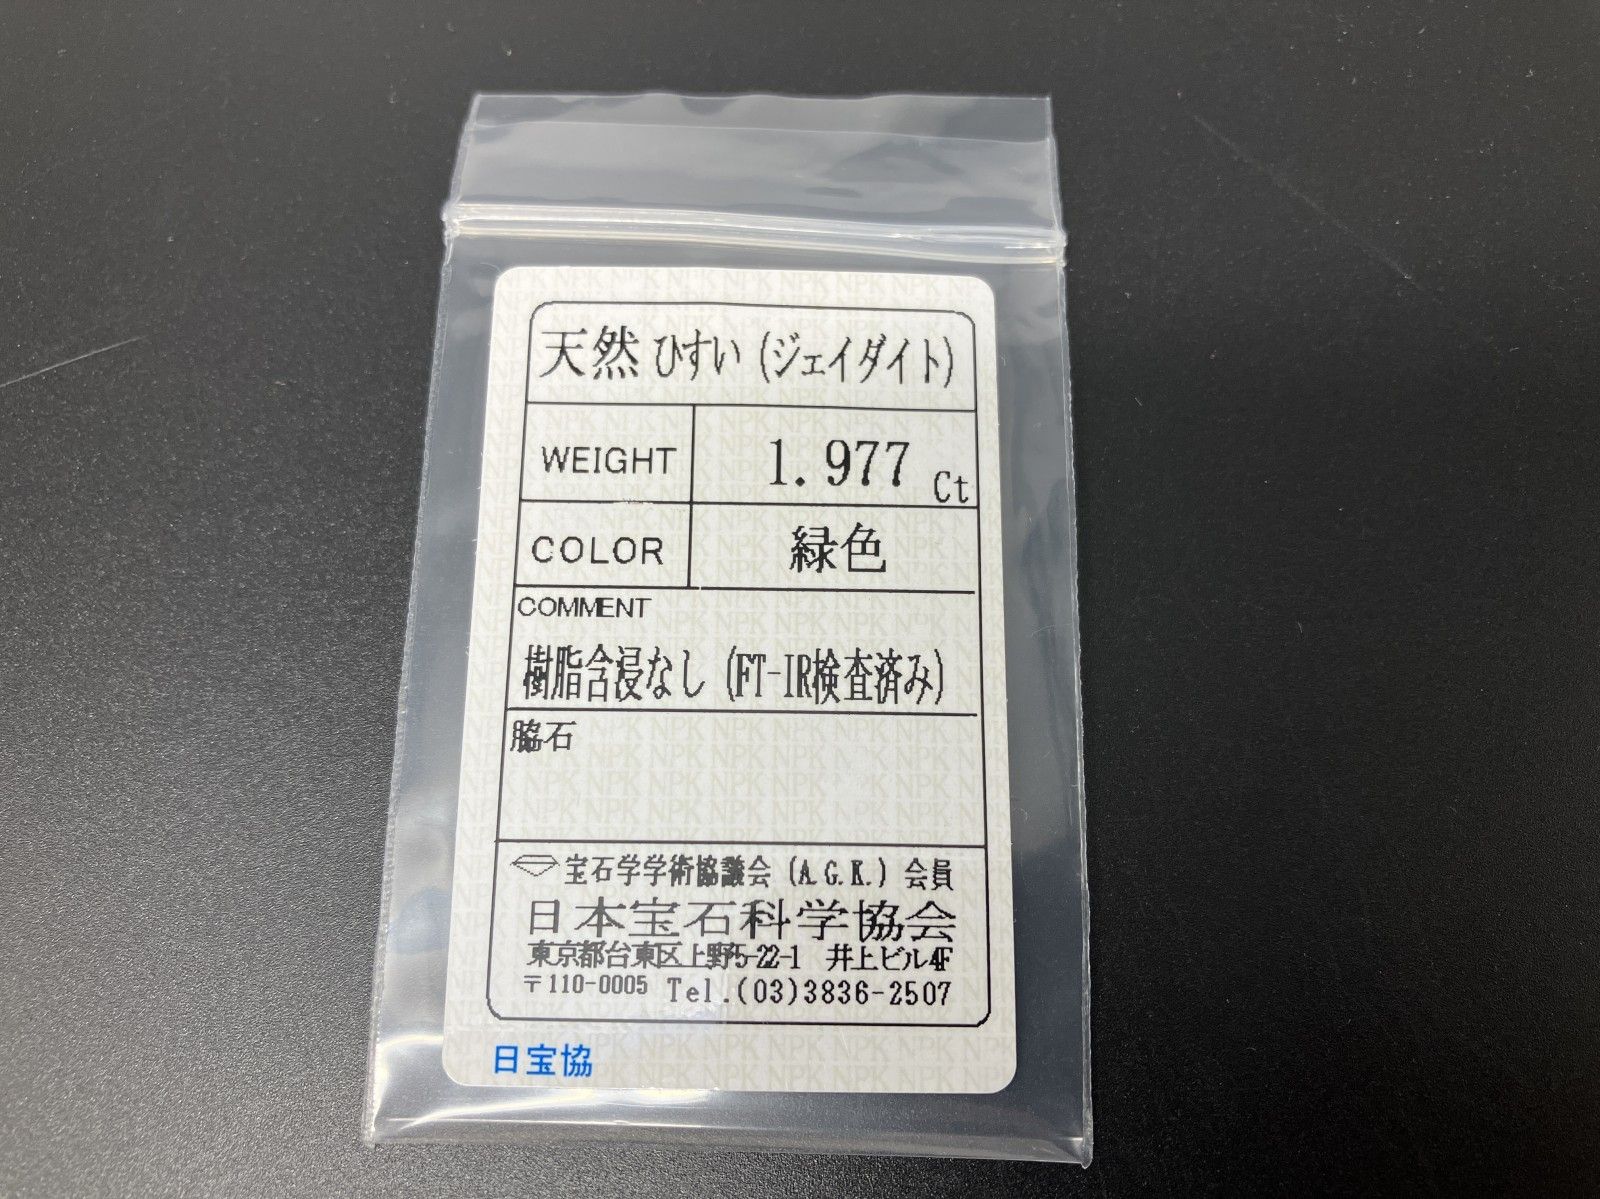 天然 ひすい (ジェイダイト)
WEIGHT 1.977 Ct
COLOR 緑色
COMMENT
樹脂含浸なし (FT-IR検査済み)
脇石
宝石学学術協議会 (A.G.K.) 会員
日本宝石科学協会
東京都台東区上野5-22-1 井上ビル4F
〒110-0005 Tel.(03)3836-2507
日宝協